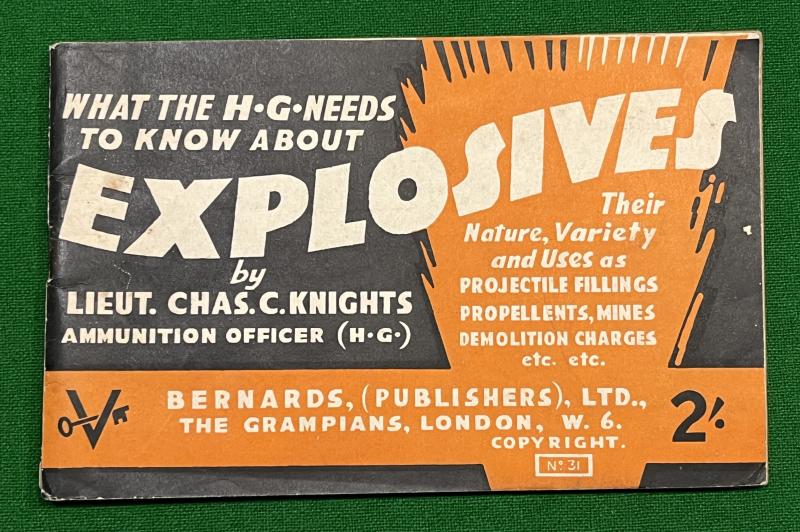 WHAT THE H·G·NEEDS
TO KNOW ABOUT
EXPLOSIVES
by
LIEUT. CHAS. C. KNIGHTS
AMMUNITION OFFICER (H·G·)
Their
Nature, Variety
and Uses as
PROJECTILE FILLINGS
PROPELLENTS, MINES
DEMOLITION CHARGES
etc. etc.
V
BERNARDS, (PUBLISHERS), LTD.,
THE GRAMPIANS, LONDON, W. 6.
COPYRIGHT.
Nº 31
2/.